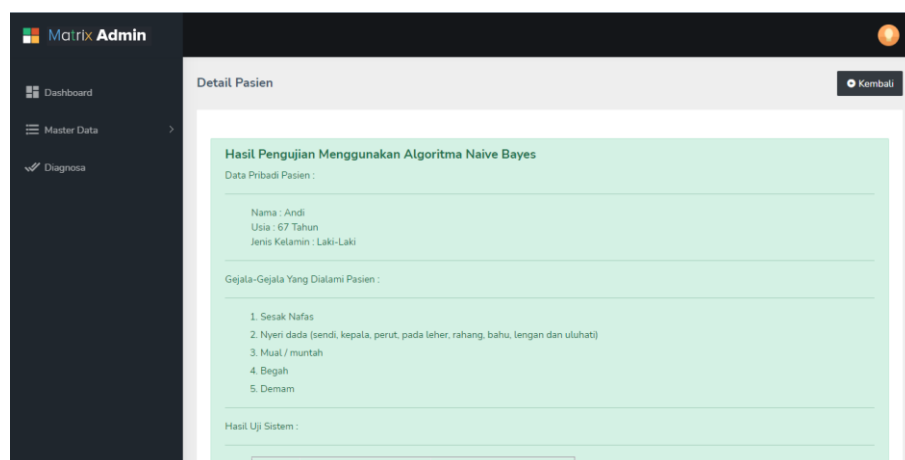 Matrix Admin
Dashboard
Master Data
Diagnosa
Detail Pasien
Kembali
Hasil Pengujian Menggunakan Algoritma Naive Bayes
Data Pribadi Pasien :
Nama : Andi
Usia : 67 Tahun
Jenis Kelamin : Laki-Laki
Gejala-Gejala Yang Dialami Pasien :
1. Sesak Nafas
2. Nyeri dada (sendi, kepala, perut, pada leher, rahang, bahu, lengan dan uluhati)
3. Mual / muntah
4. Begah
5. Demam
Hasil Uji Sistem :